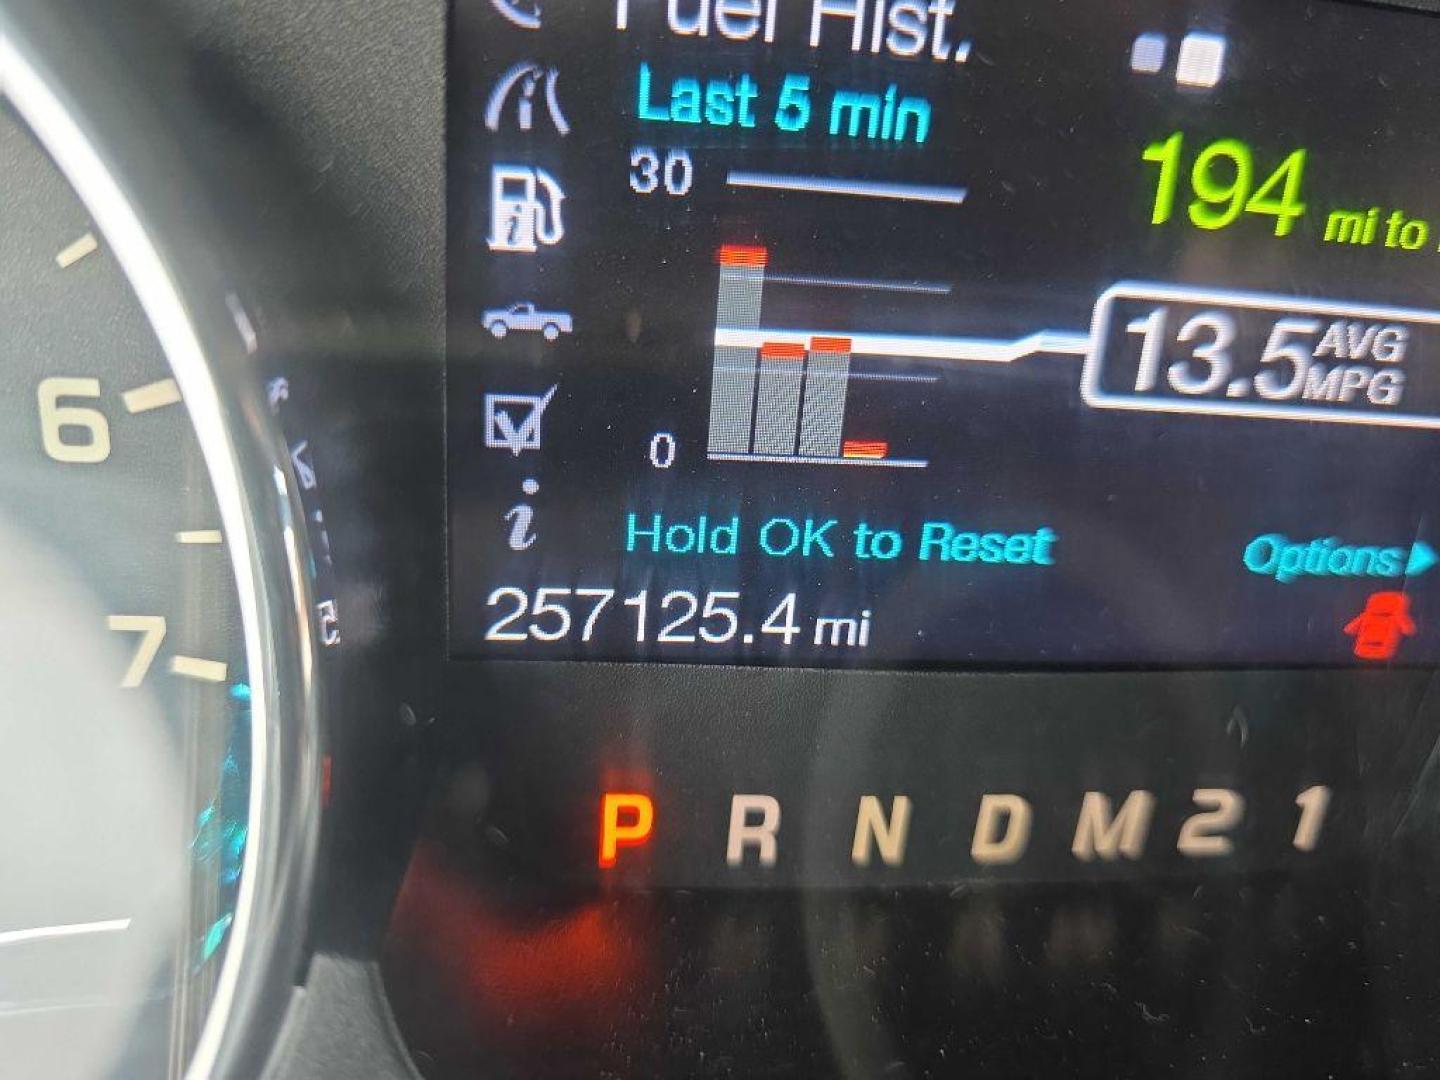 Fuel Hist.
Last 5 min
30
194 mi to
13.5 AVG MPG
0
Hold OK to Reset
Options
257125.4 mi
6
7
P R N D M 2 1